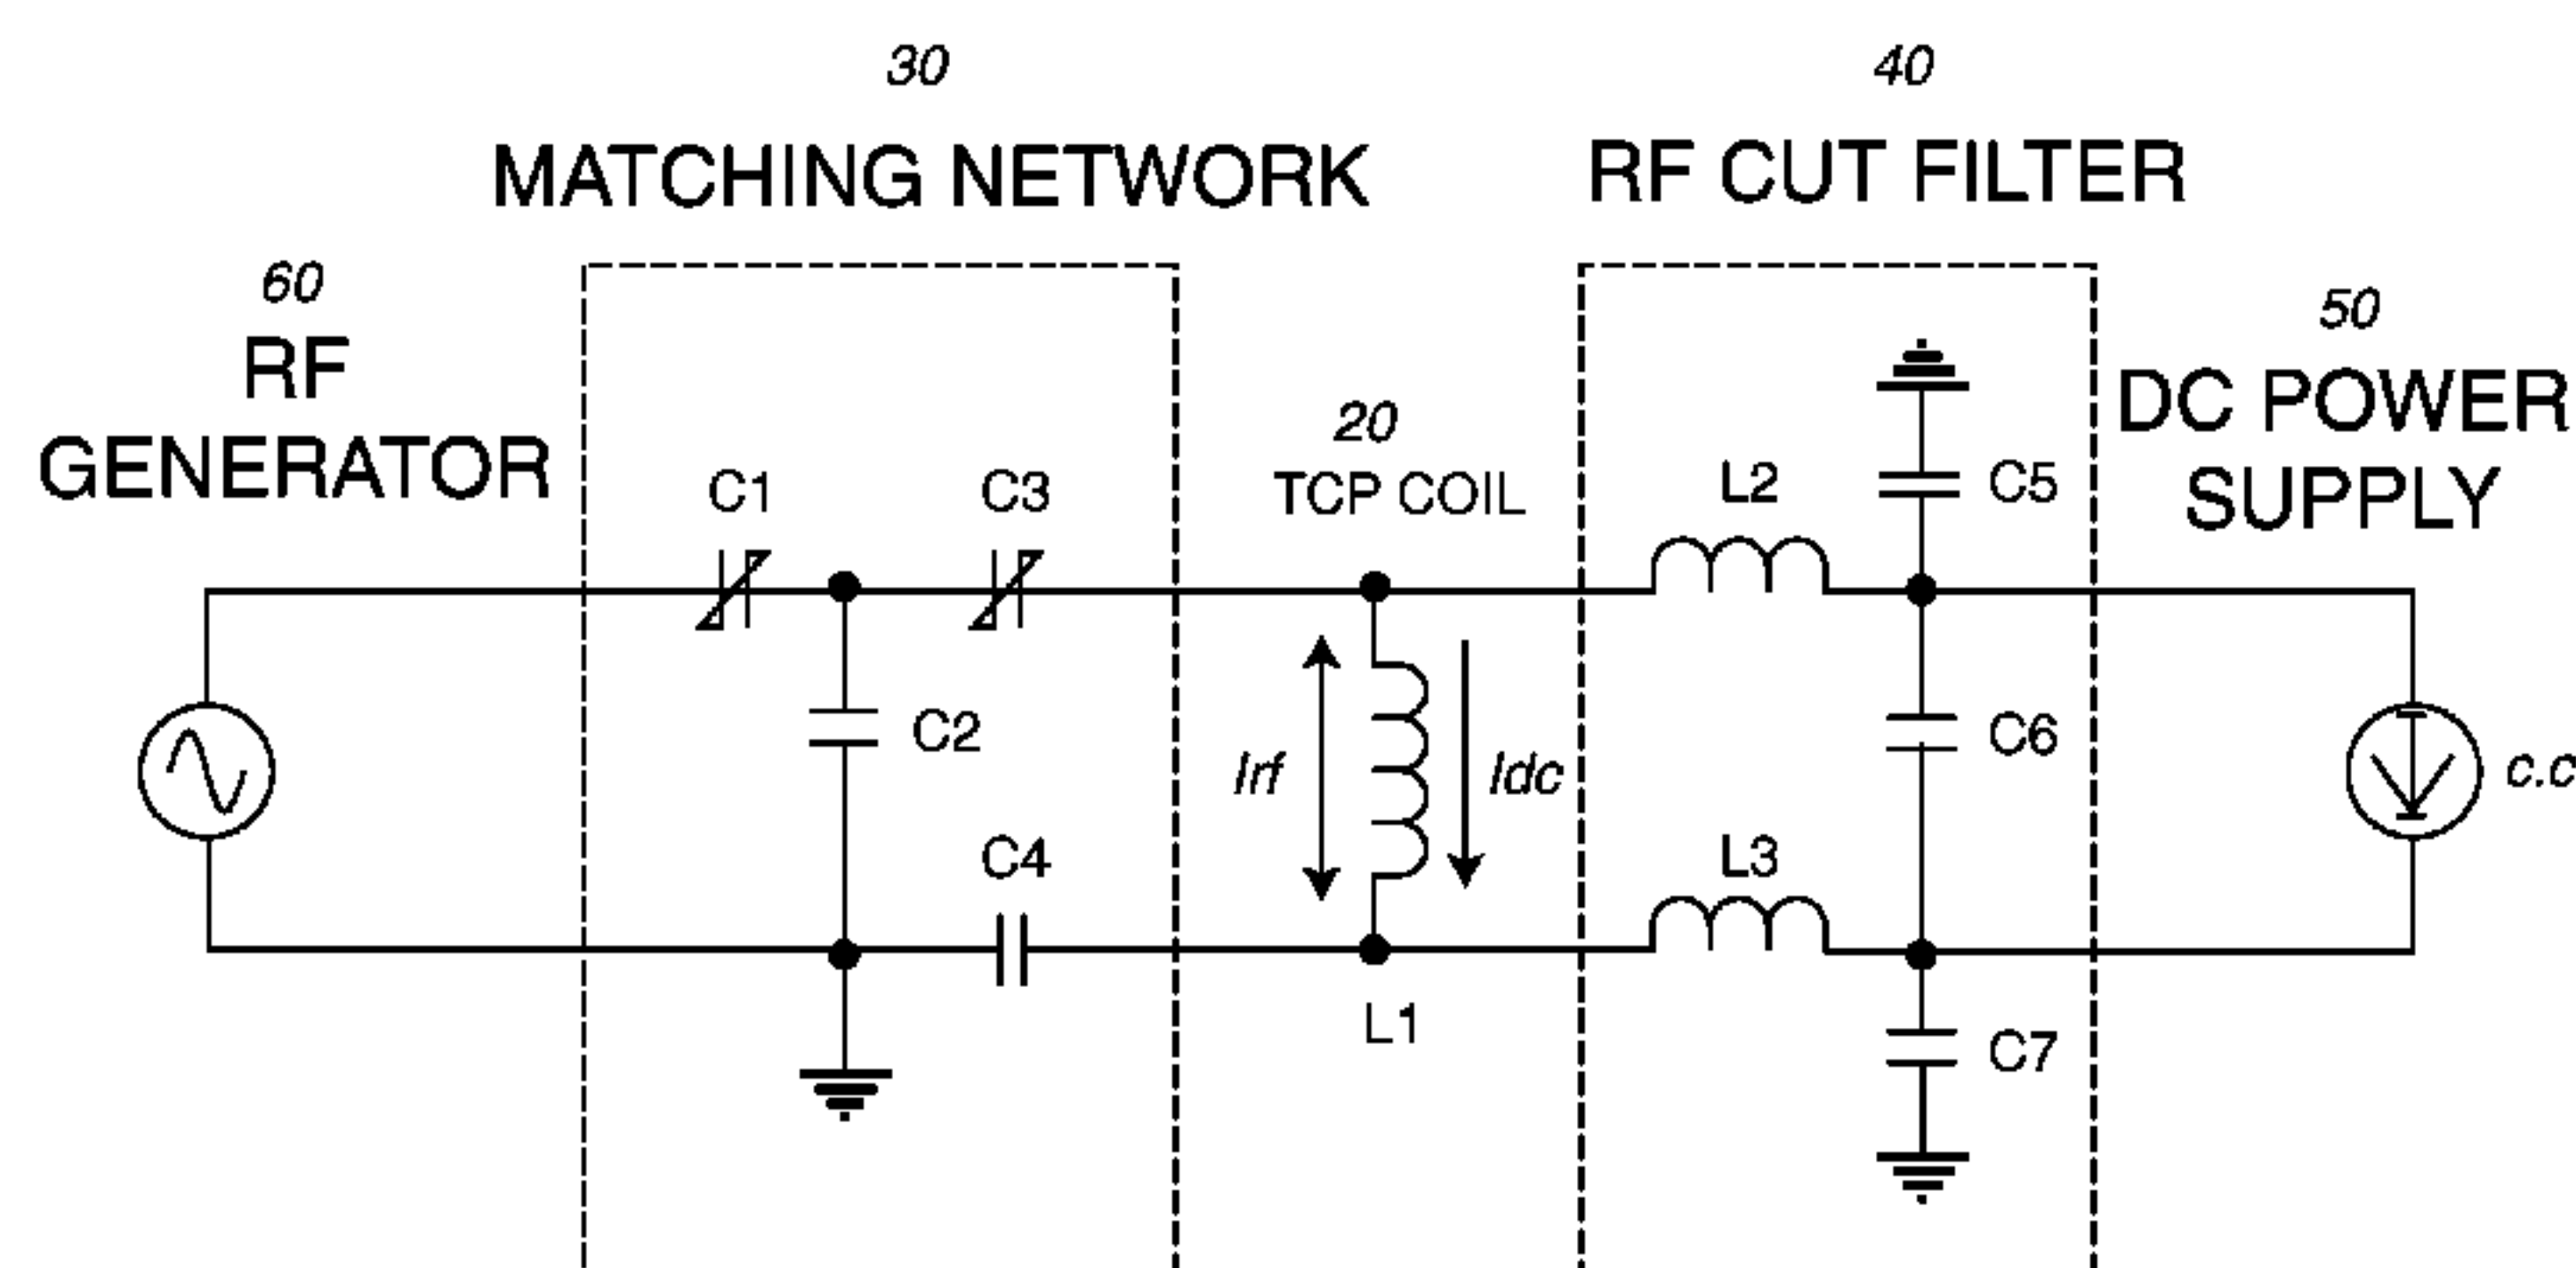 30
MATCHING NETWORK
40
RF CUT FILTER
60
RF
GENERATOR
50
DC POWER
SUPPLY
20
TCP COIL
C1
C3
L2
C5
C2
Irf
Idc
C6
c.c
C4
L3
L1
C7